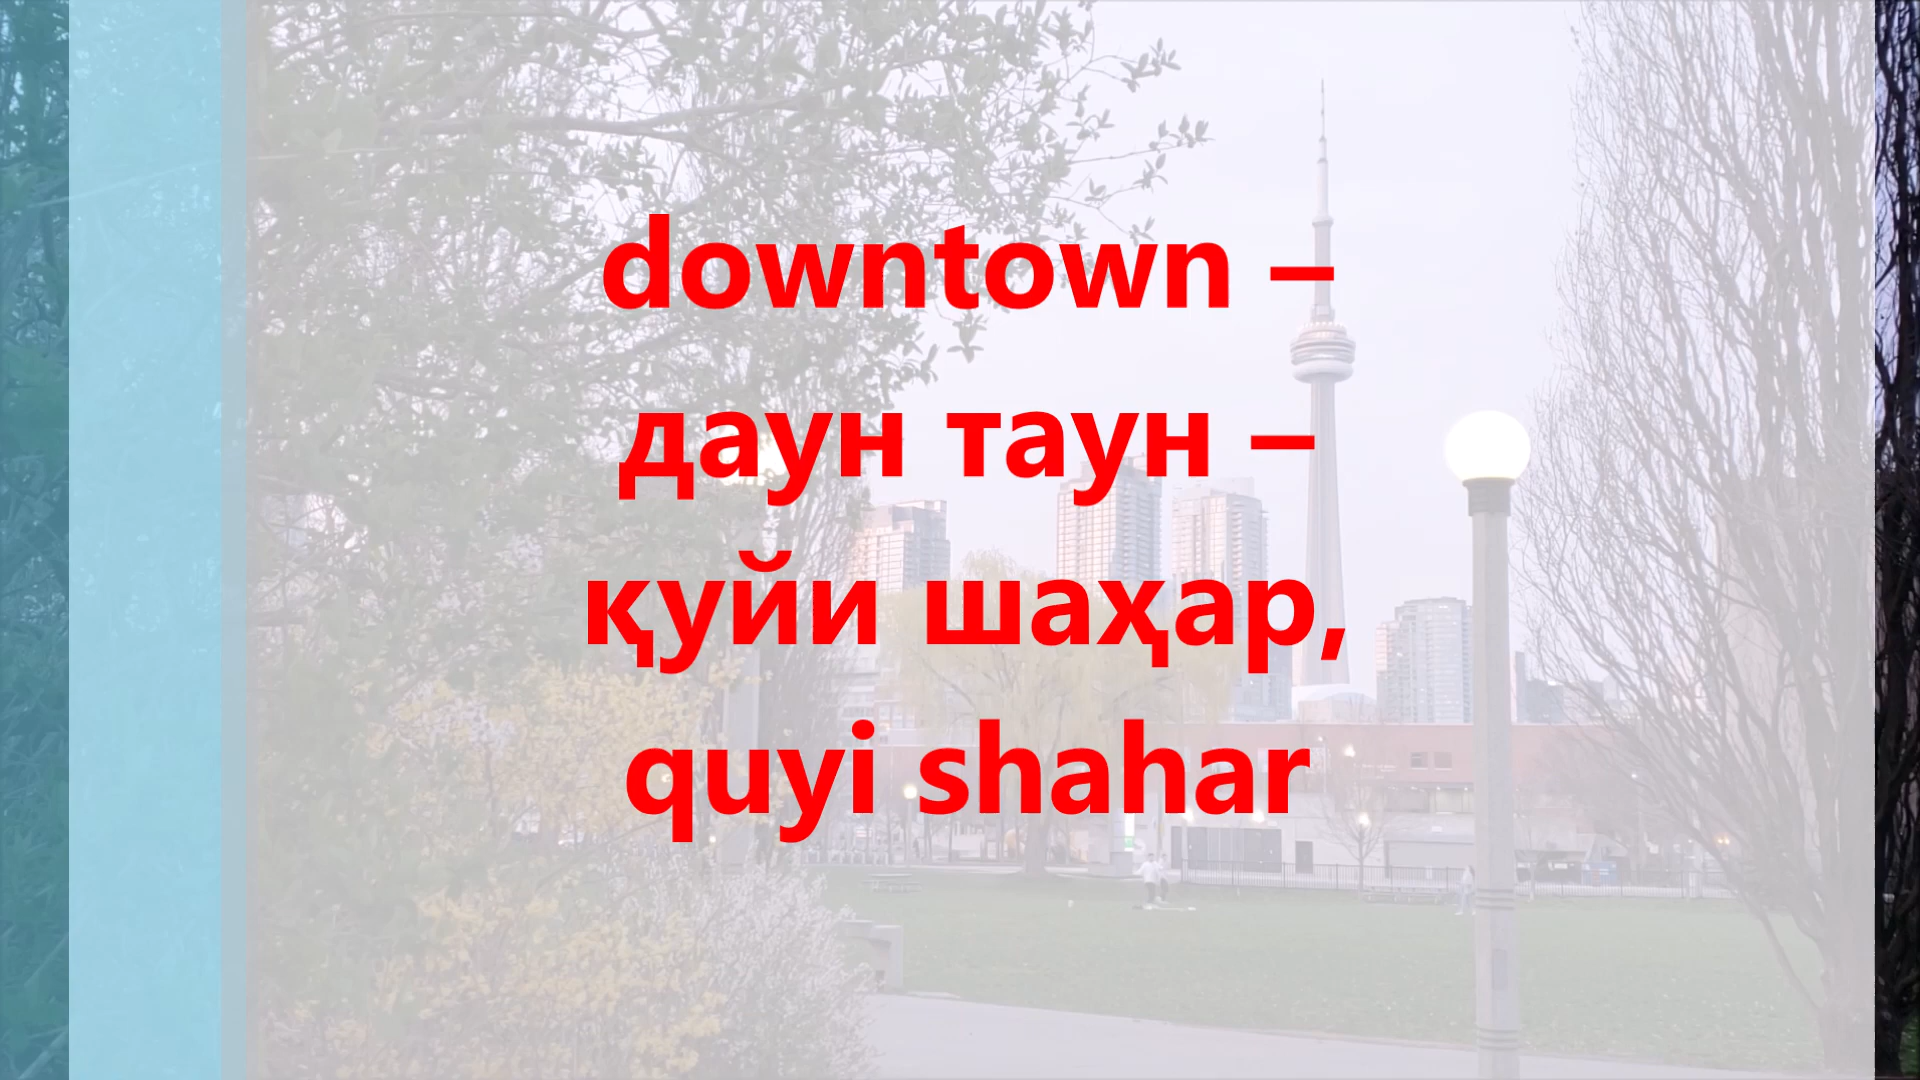 downtown –
даун таун –
қуйи шаҳар,
quyi shahar